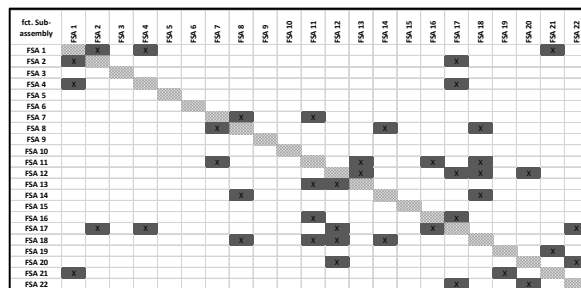 fct. Sub-
assembly
FSA 1
FSA 2
FSA 3
FSA 4
FSA 5
FSA 6
FSA 7
FSA 8
FSA 9
FSA 10
FSA 11
FSA 12
FSA 13
FSA 14
FSA 15
FSA 16
FSA 17
FSA 18
FSA 19
FSA 20
FSA 21
FSA 22
FSA 1 X X X
FSA 2 X X
FSA 3
FSA 4 X X
FSA 5
FSA 6
FSA 7 X X
FSA 8 X X X
FSA 9
FSA 10
FSA 11 X X X X
FSA 12 X X X X
FSA 13 X X
FSA 14 X X
FSA 15
FSA 16 X X
FSA 17 X X X X X
FSA 18 X X X X
FSA 19 X
FSA 20 X X
FSA 21 X X
FSA 22 X X